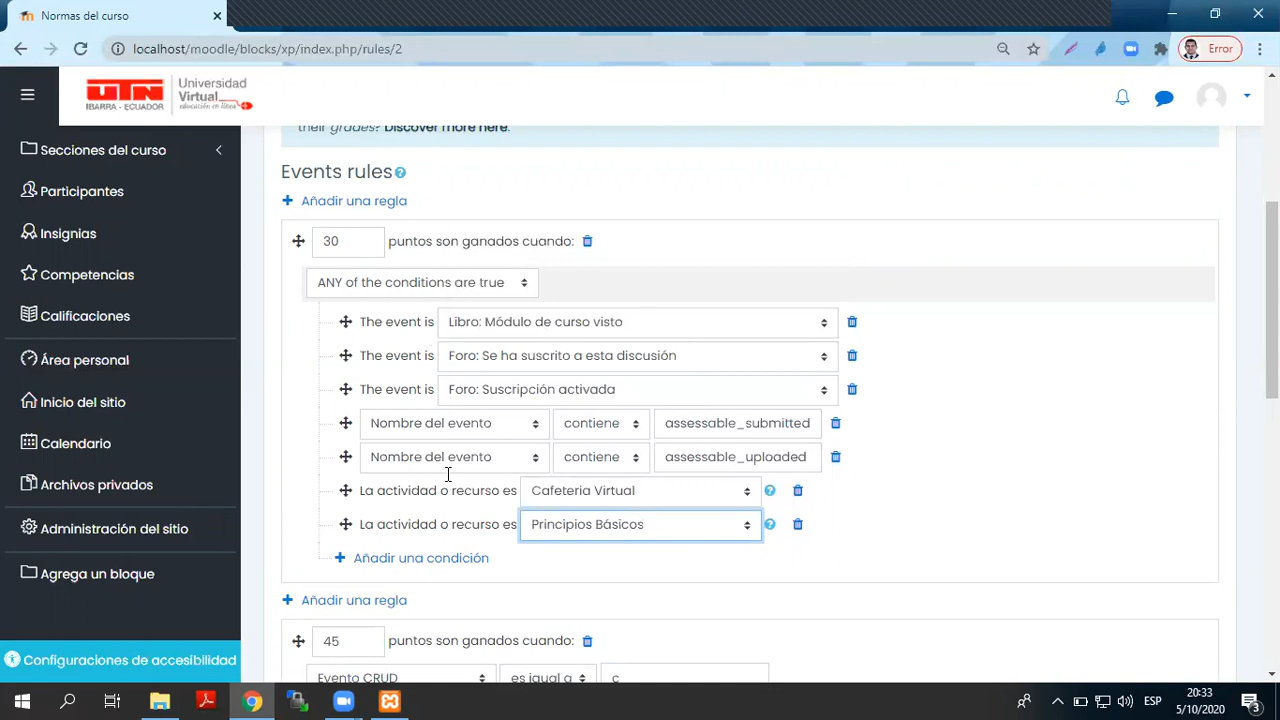 Normas del curso
localhost/moodle/blocks/xp/index.php/rules/2
Error
UTN
IBARRA - ECUADOR
Universidad
Virtual
educación en línea
their grades? Discover more here.
Secciones del curso
Participantes
Insignias
Competencias
Calificaciones
Área personal
Inicio del sitio
Calendario
Archivos privados
Administración del sitio
Agrega un bloque
Configuraciones de accesibilidad
Events rules
Añadir una regla
30 puntos son ganados cuando:
ANY of the conditions are true
The event is Libro: Módulo de curso visto
The event is Foro: Se ha suscrito a esta discusión
The event is Foro: Suscripción activada
Nombre del evento contiene assessable_submitted
Nombre del evento contiene assessable_uploaded
La actividad o recurso es Cafeteria Virtual
La actividad o recurso es Principios Básicos
Añadir una condición
Añadir una regla
45 puntos son ganados cuando:
Evento CRUD es igual a c
ESP
20:33
5/10/2020
3